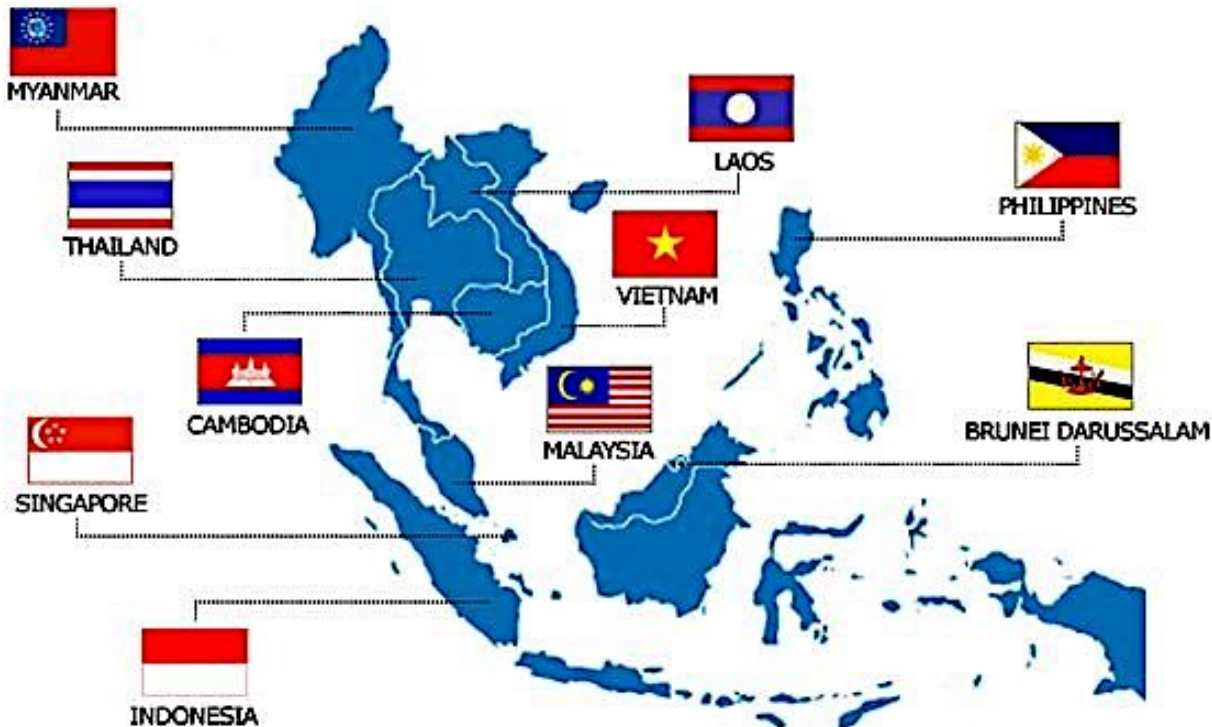 MYANMAR
LAOS
PHILIPPINES
THAILAND
VIETNAM
CAMBODIA
MALAYSIA
BRUNEI DARUSSALAM
SINGAPORE
INDONESIA